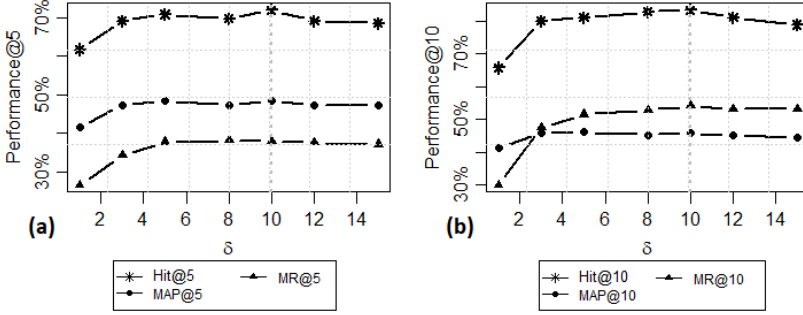 Performance@5
70%
50%
30%
2 4 6 8 10 12 14
(a)
δ
Hit@5
MR@5
MAP@5
Performance@10
70%
50%
30%
2 4 6 8 10 12 14
(b)
δ
Hit@10
MR@10
MAP@10